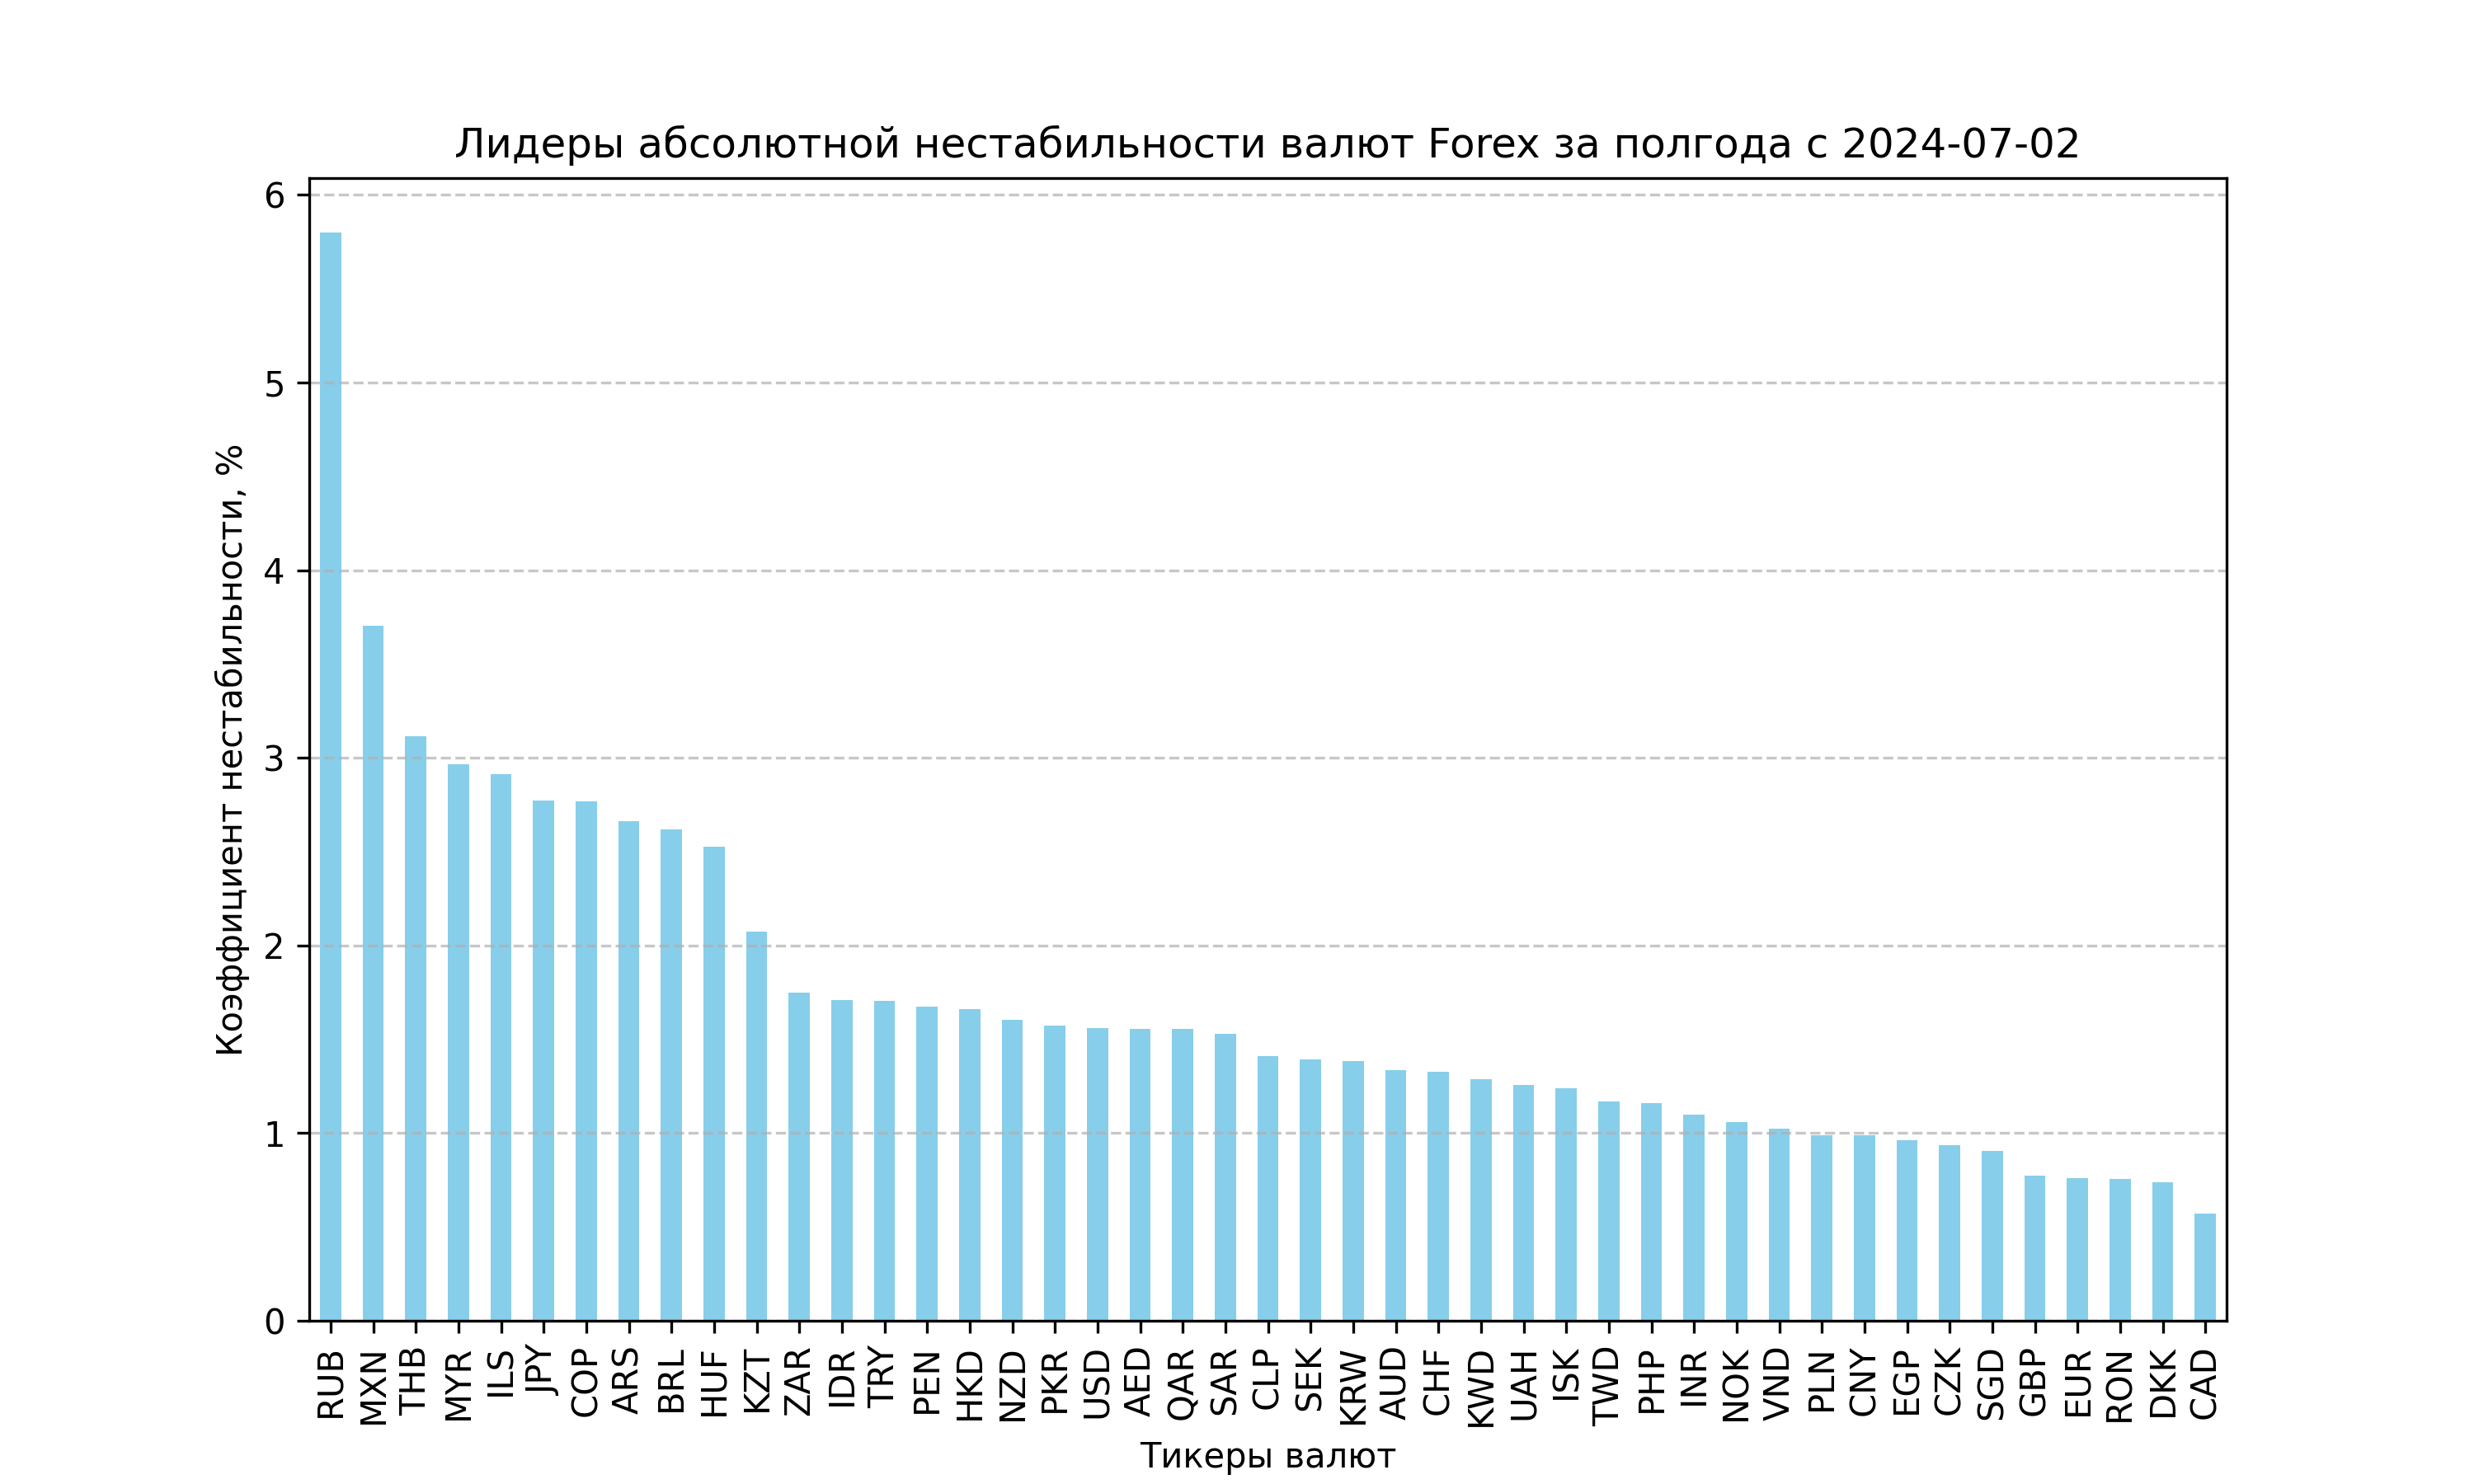 Лидеры абсолютной нестабильности валют Forex за полгода с 2024-07-02
Коэффициент нестабильности, %
6
5
4
3
2
1
0
RUB
MXN
THB
MYR
ILS
JPY
COP
ARS
BRL
HUF
KZT
ZAR
IDR
TRY
PEN
HKD
NZD
PKR
USD
AED
QAR
SAR
CLP
SEK
KRW
AUD
CHF
KWD
UAH
ISK
TWD
PHP
INR
NOK
VND
PLN
CNY
EGP
CZK
SGD
GBP
EUR
RON
DKK
CAD
Тикеры валют